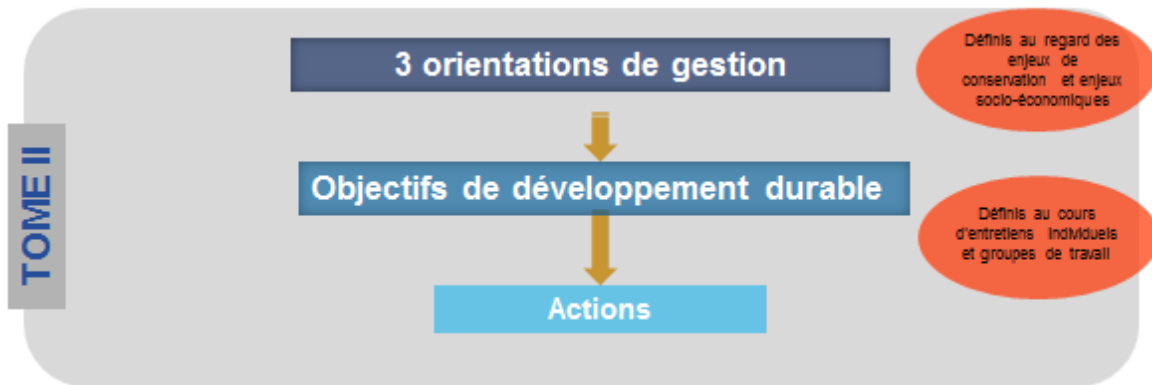 TOME II
3 orientations de gestion
Définis au regard des
enjeux de
conservation et enjeux
socio-économiques
Objectifs de développement durable
Définis au cours
d'entretiens individuels
et groupes de travail
Actions